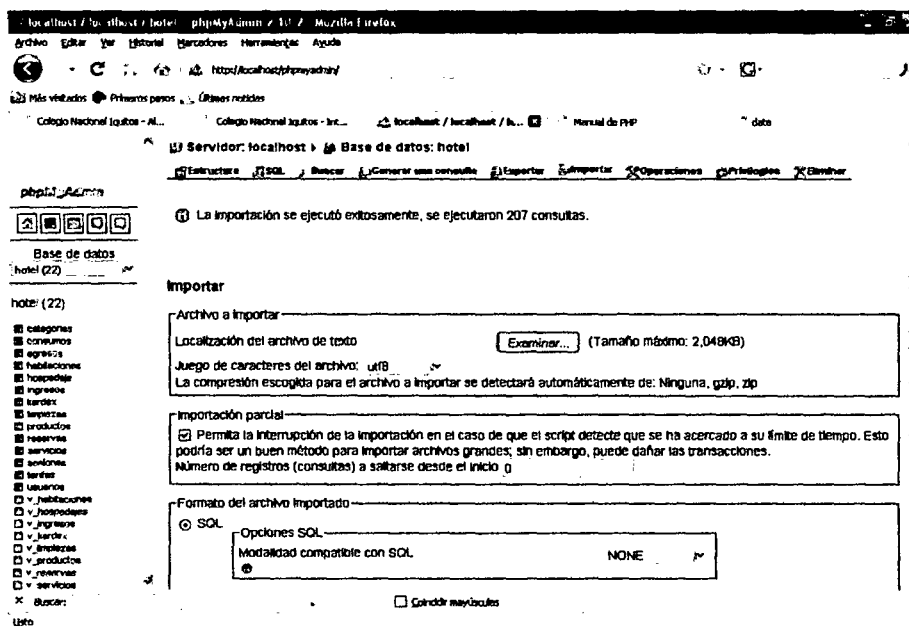 localhost / localhost / hotel phpMyAdmin 2.10.2 Mozilla Firefox
Archivo Editar Ver Historial Marcadores Herramientas Ayuda
http://localhost/phpmyadmin/
Más visitados Primeros pasos Últimas noticias
Colegio Nacional Iquitos - Al... Colegio Nacional Iquitos - Int... localhost / localhost / h... Manual de PHP data
Servidor: localhost Base de datos: hotel
Estructura SQL Buscar Generar una consulta Exportar Importar Operaciones Privilegios Eliminar
phpMyAdmin
La importación se ejecutó exitosamente, se ejecutaron 207 consultas.
Base de datos
hotel (22)
hotel (22)
categorias
consumos
egresos
habitaciones
hospedaje
ingresos
kardex
limpiezas
productos
reservas
servicios
sesiones
tarifas
usuarios
v_habitaciones
v_hospedajes
v_ingresos
v_kardex
v_limpiezas
v_productos
v_reservas
v_servicios
Importar
Archivo a importar
Localización del archivo de texto Examinar... (Tamaño máximo: 2,048KB)
Juego de caracteres del archivo: utf8
La compresión escogida para el archivo a importar se detectará automáticamente de: Ninguna, gzip, zip
Importación parcial
Permita la interrupción de la importación en el caso de que el script detecte que se ha acercado a su límite de tiempo. Esto
podría ser un buen método para importar archivos grandes; sin embargo, puede dañar las transacciones.
Número de registros (consultas) a saltarse desde el inicio 0
Formato del archivo importado
SQL
Opciones SQL
Modalidad compatible con SQL NONE
Buscar: Coincidir mayúsculas
Listo